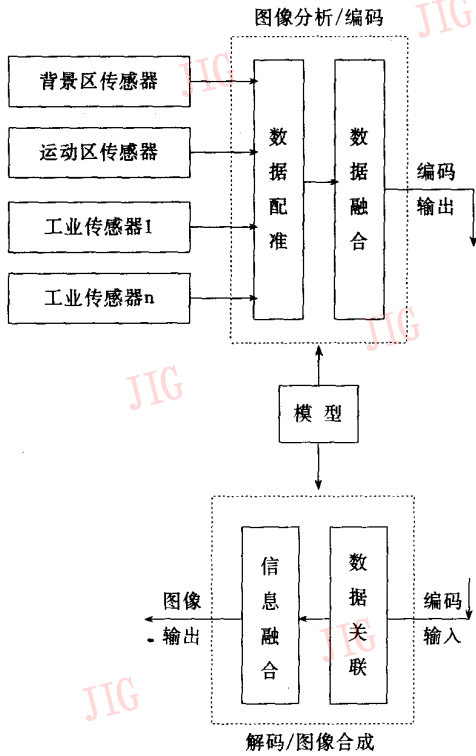 图像分析/编码
JIG
JIG
背景区传感器
运动区传感器
工业传感器1
工业传感器n
数据配准
数据融合
编码
输出
JIG
JIG
模 型
信息融合
数据关联
图像
输出
编码
输入
JIG
JIG
解码/图像合成